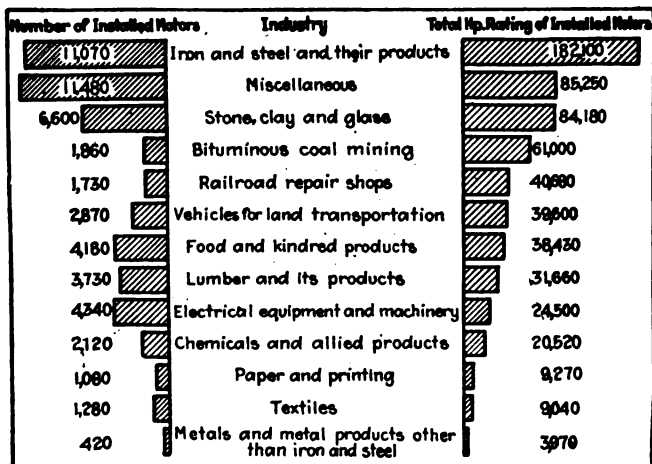 Number of Installed Motors Industry Total Hp. Rating of Installed Motors
11,070 Iron and steel and their products 182,100
11,480 Miscellaneous 85,250
6,600 Stone, clay and glass 84,180
1,860 Bituminous coal mining 61,000
1,730 Railroad repair shops 40,680
2,870 Vehicles for land transportation 39,600
4,180 Food and kindred products 38,430
3,730 Lumber and its products 31,660
4,340 Electrical equipment and machinery 24,500
2,120 Chemicals and allied products 20,520
1,080 Paper and printing 9,270
1,280 Textiles 9,040
420 Metals and metal products other than iron and steel 3,970